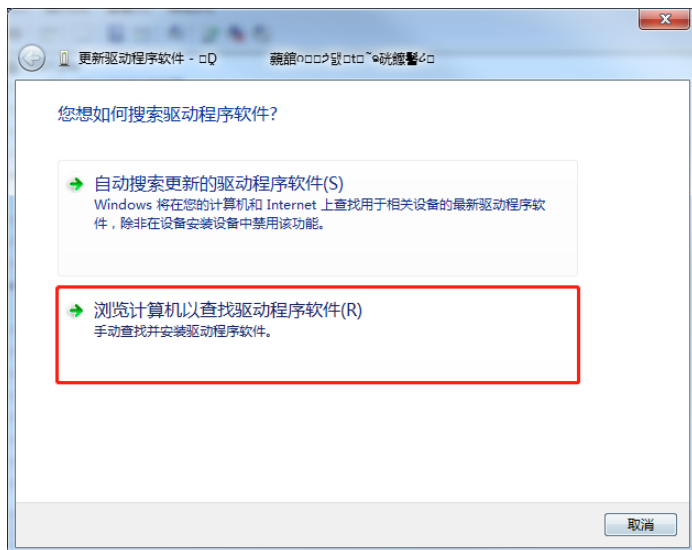 更新驱动程序软件 -
您想如何搜索驱动程序软件?
自动搜索更新的驱动程序软件(S)
Windows 将在您的计算机和 Internet 上查找用于相关设备的最新驱动程序软
件，除非在设备安装设备中禁用该功能。
浏览计算机以查找驱动程序软件(R)
手动查找并安装驱动程序软件。
取消